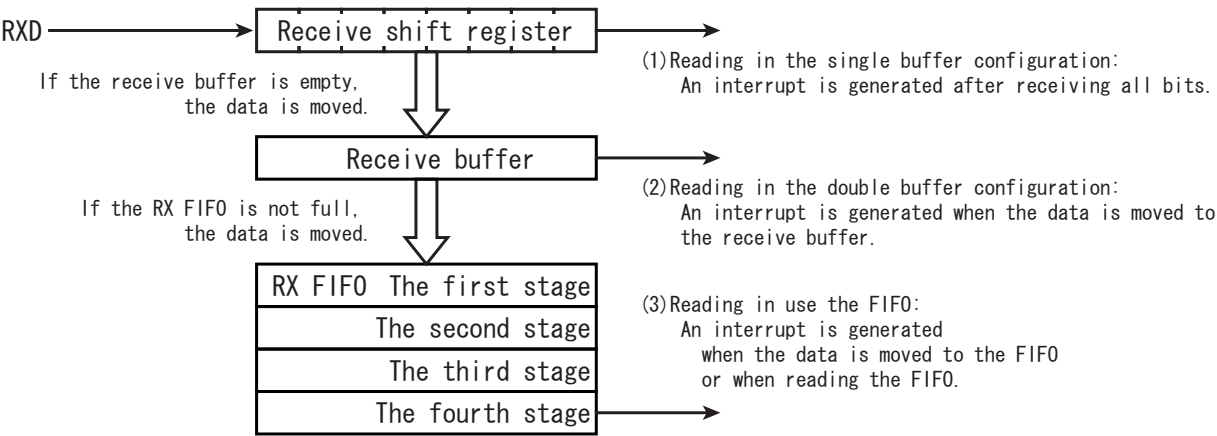 RXD
Receive shift register
(1)Reading in the single buffer configuration:
An interrupt is generated after receiving all bits.
If the receive buffer is empty,
the data is moved.
Receive buffer
(2)Reading in the double buffer configuration:
An interrupt is generated when the data is moved to
the receive buffer.
If the RX FIFO is not full,
the data is moved.
RX FIFO The first stage
The second stage
The third stage
The fourth stage
(3)Reading in use the FIFO:
An interrupt is generated
when the data is moved to the FIFO
or when reading the FIFO.